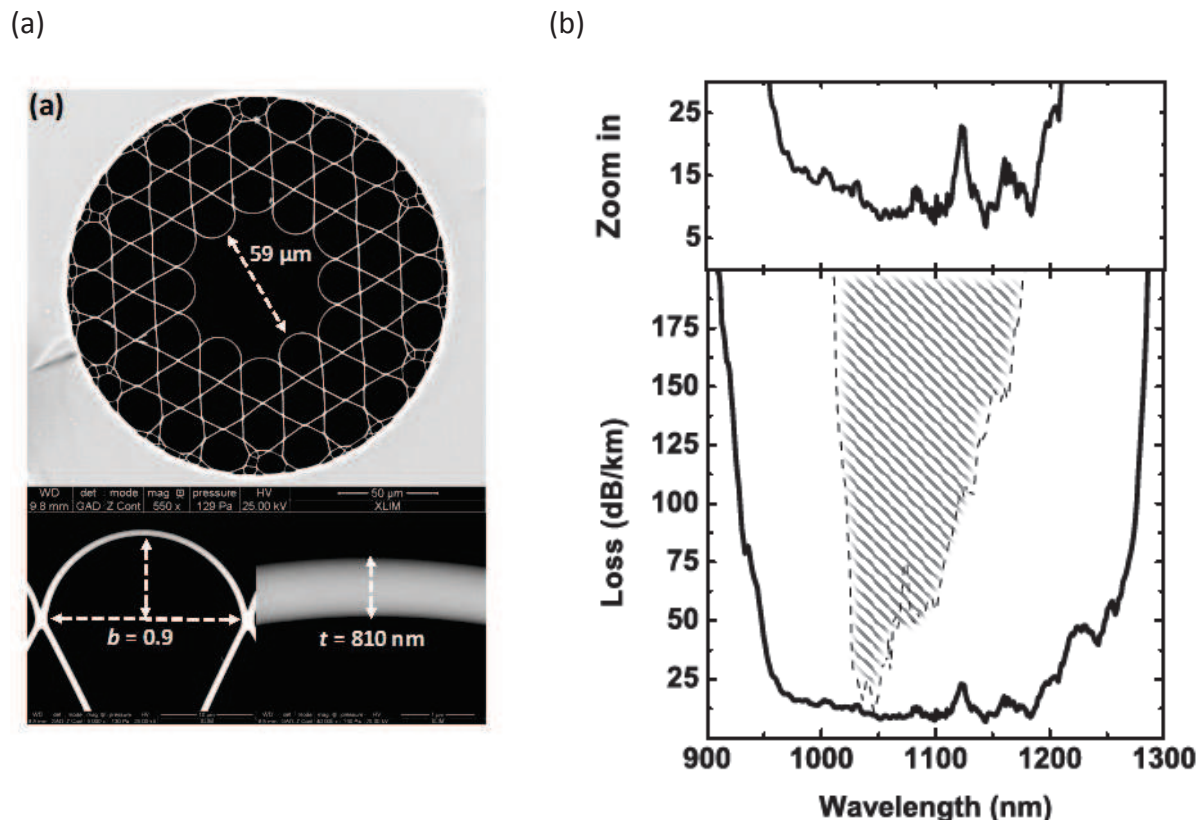 (a)
(b)
(a)
59 µm
WD det mode mag ⊞ pressure HV 50 µm
9.8 mm GAD Z Cont 550 x 129 Pa 25.00 kV XLIM
b = 0.9
t = 810 nm
Zoom in
25
15
5
Loss (dB/km)
175
150
125
100
75
50
25
900 1000 1100 1200 1300
Wavelength (nm)